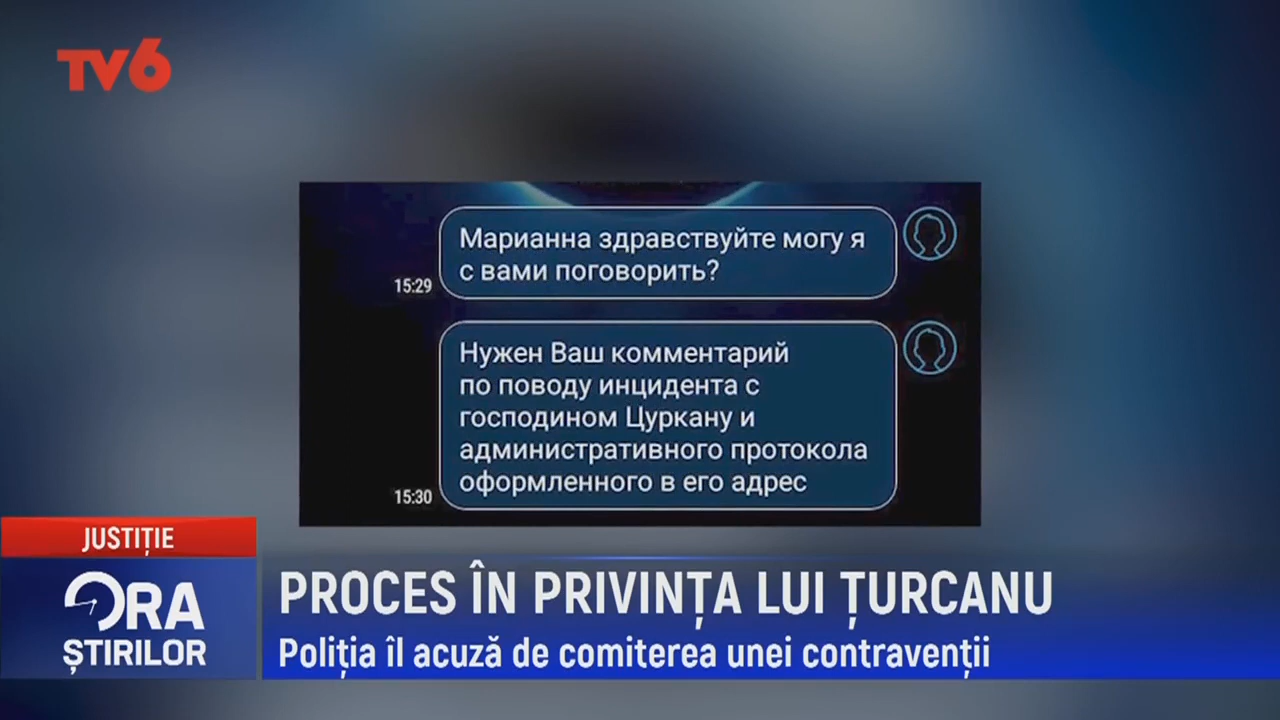 TV6
Марианна здравствуйте могу я
с вами поговорить?
15:29
Нужен Ваш комментарий
по поводу инцидента с
господином Цуркану и
административного протокола
оформленного в его адрес
15:30
JUSTIȚIE
ORA
ȘTIRILOR
PROCES ÎN PRIVINȚA LUI ȚURCANU
Poliția îl acuză de comiterea unei contravenții